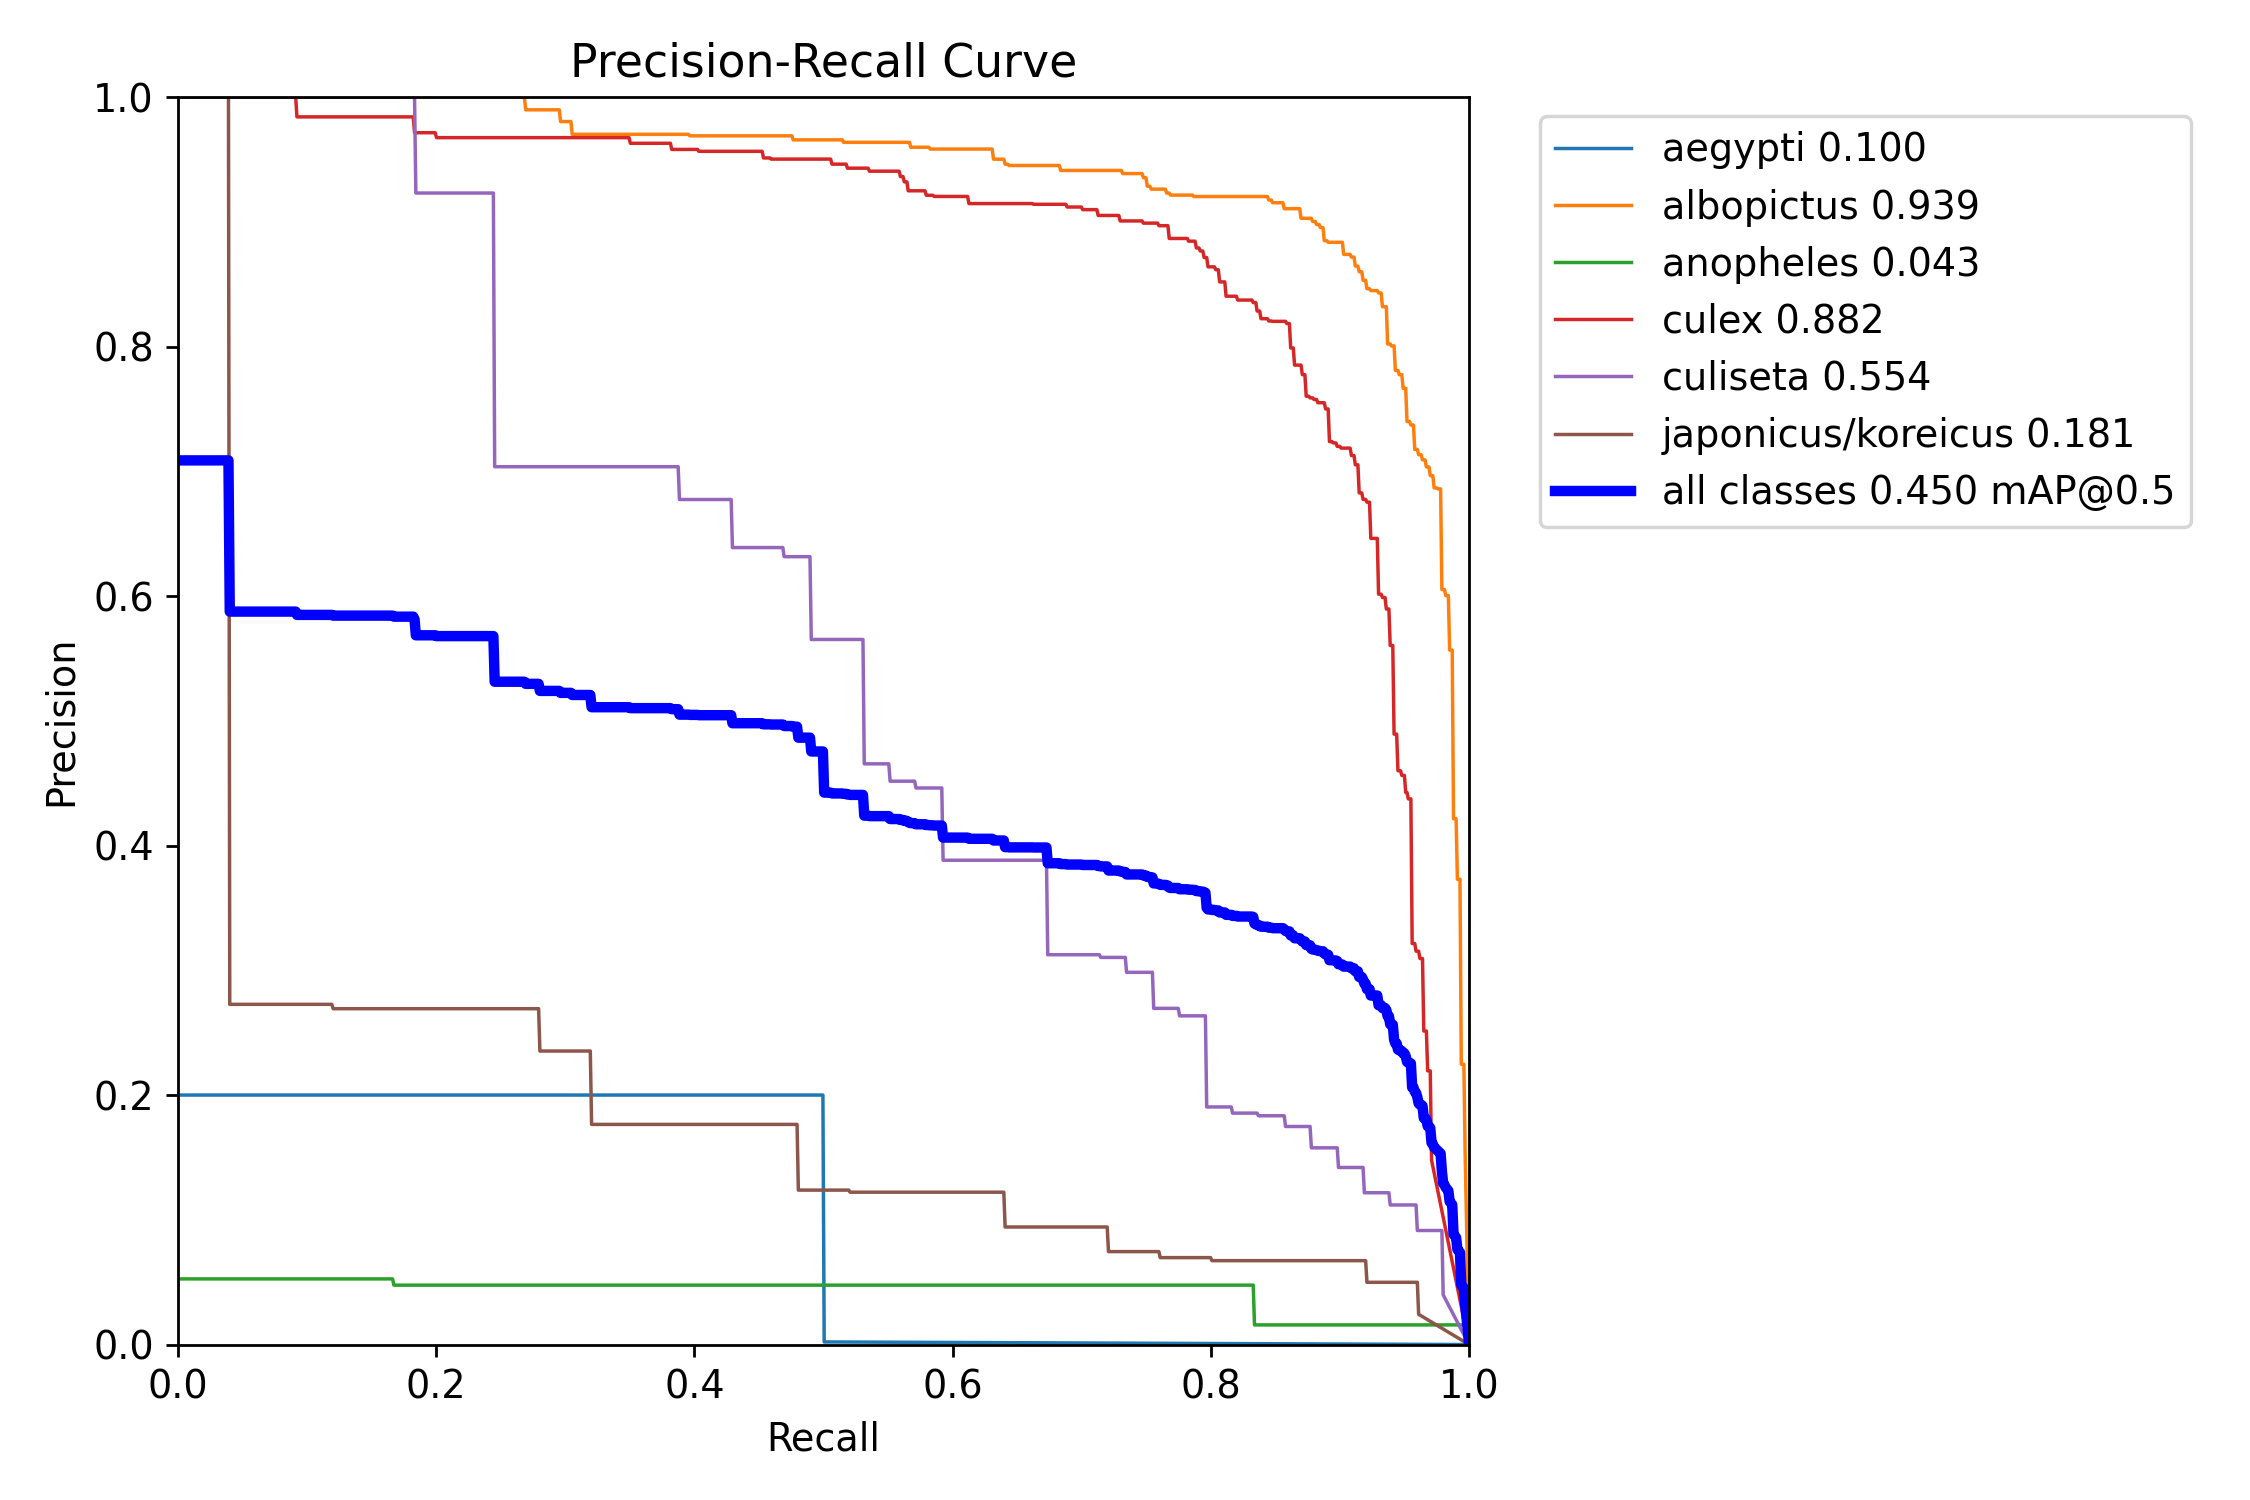 Precision-Recall Curve
1.0
0.8
0.6
0.4
0.2
0.0
Precision
0.0 0.2 0.4 0.6 0.8 1.0
Recall
aegypti 0.100
albopictus 0.939
anopheles 0.043
culex 0.882
culiseta 0.554
japonicus/koreicus 0.181
all classes 0.450 mAP@0.5